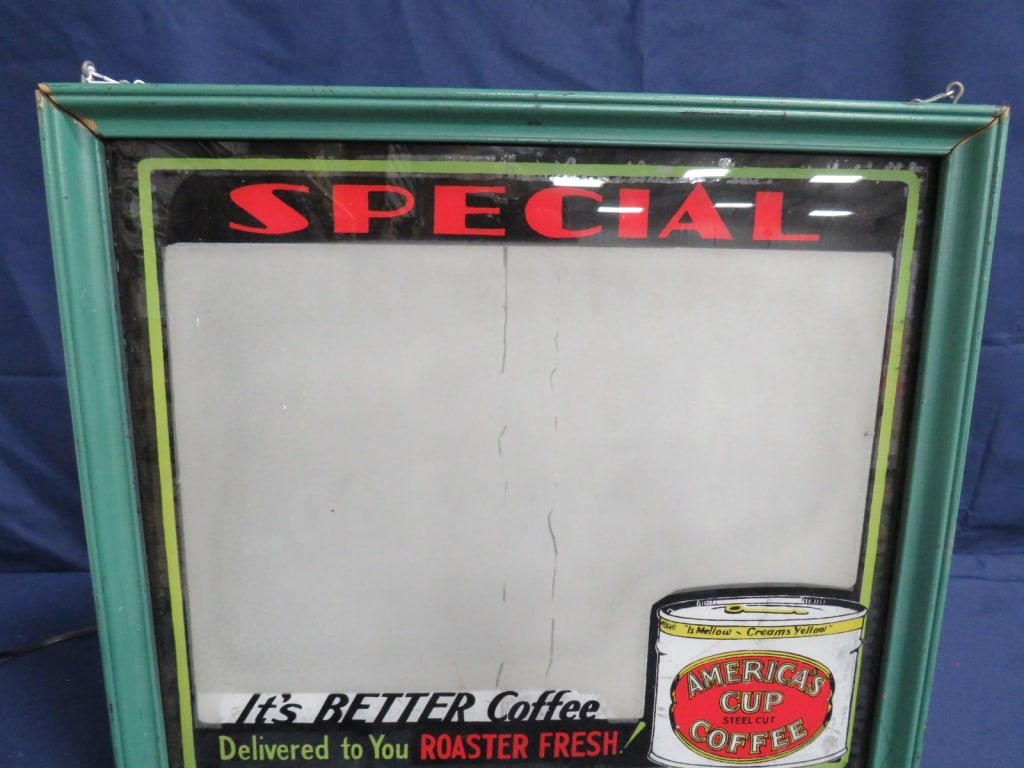 SPECIAL
It's BETTER Coffee
Delivered to You ROASTER FRESH!
"Is Mellow ~ Creams Yellow"
AMERICA'S
CUP
STEEL CUT
COFFEE